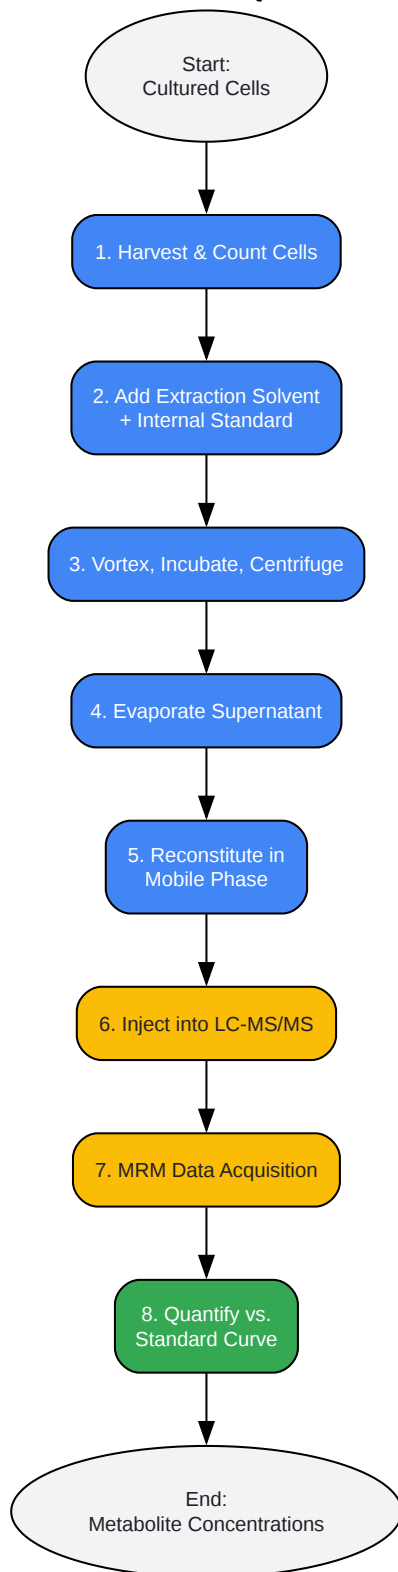 Start:
Cultured Cells
1. Harvest & Count Cells
2. Add Extraction Solvent
+ Internal Standard
3. Vortex, Incubate, Centrifuge
4. Evaporate Supernatant
5. Reconstitute in
Mobile Phase
6. Inject into LC-MS/MS
7. MRM Data Acquisition
8. Quantify vs.
Standard Curve
End:
Metabolite Concentrations